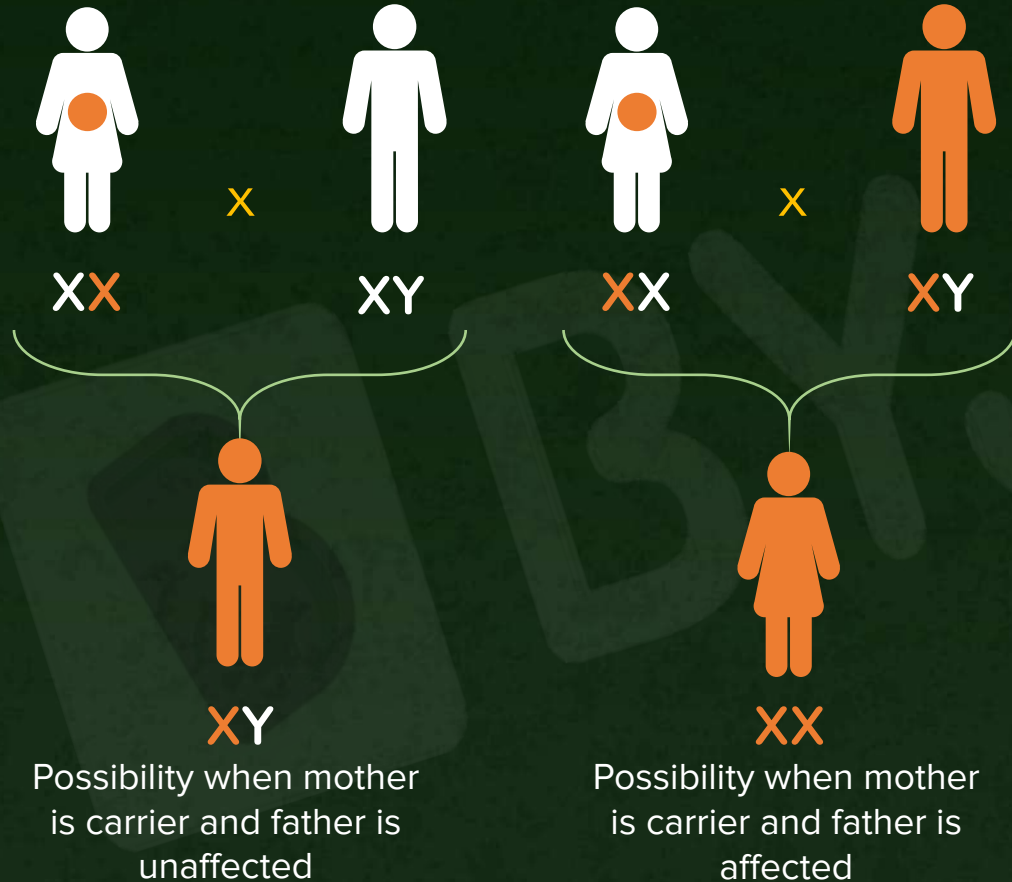 X
X
XX
XY
XX
XY
XY
Possibility when mother
is carrier and father is
unaffected
XX
Possibility when mother
is carrier and father is
affected
BY